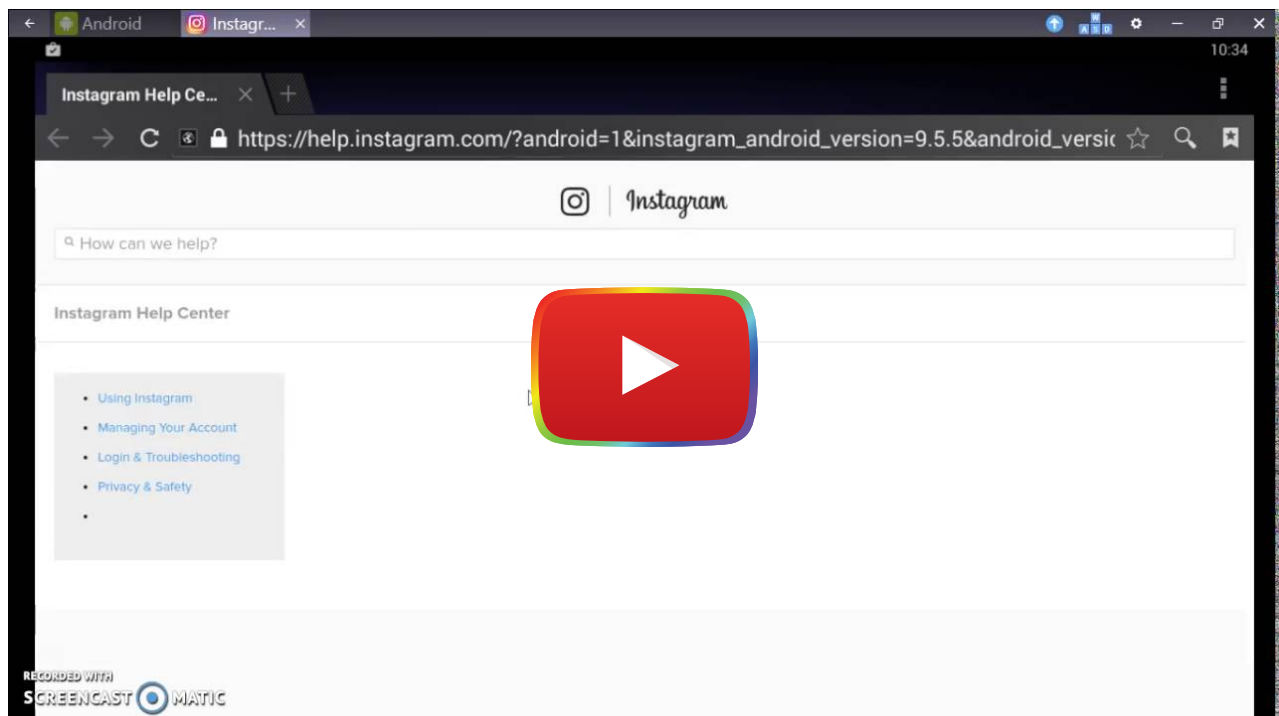 Android
Instagr...
W
A S D
10:34
Instagram Help Ce...
https://help.instagram.com/?android=1&instagram_android_version=9.5.5&android_versic
Instagram
How can we help?
Instagram Help Center
Using Instagram
Managing Your Account
Login & Troubleshooting
Privacy & Safety
RECORDED WITH
SCREENCAST MATIC